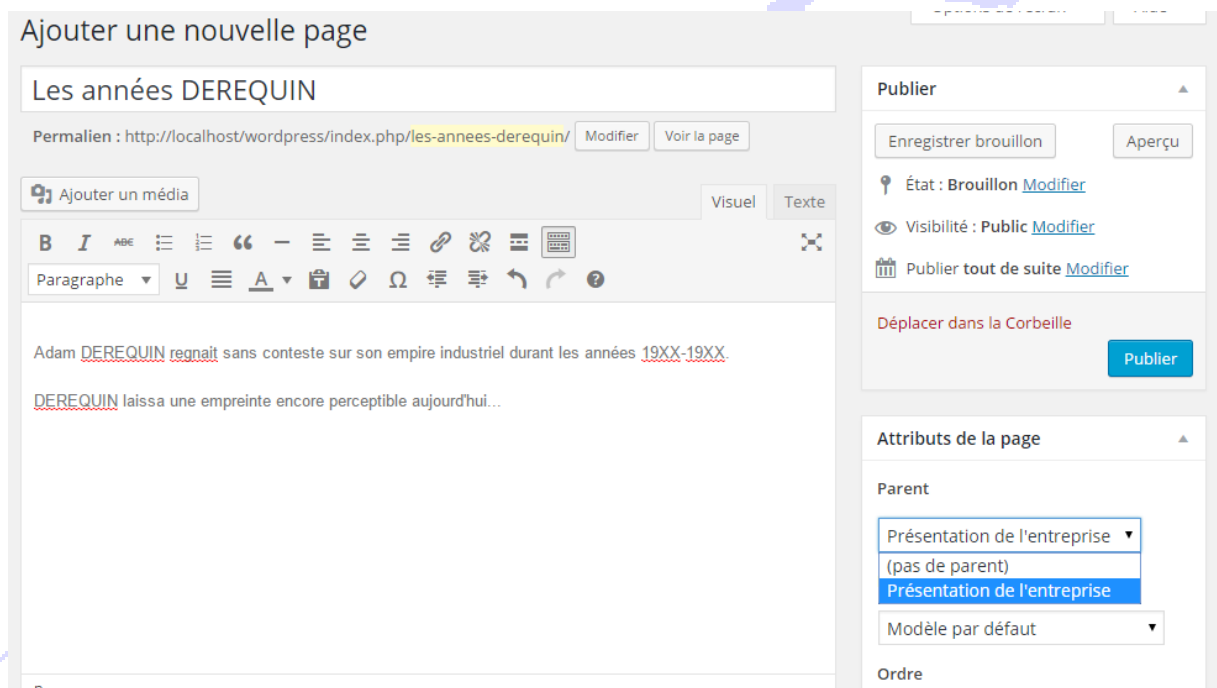 Ajouter une nouvelle page
Les années DEREQUIN
Permalien : http://localhost/wordpress/index.php/les-annees-derequin/ Modifier Voir la page
Ajouter un média
Visuel Texte
B I ABC
Paragraphe U A Ω
Adam DEREQUIN regnait sans conteste sur son empire industriel durant les années 19XX-19XX.
DEREQUIN laissa une empreinte encore perceptible aujourd'hui...
Publier
Enregistrer brouillon Aperçu
État : Brouillon Modifier
Visibilité : Public Modifier
Publier tout de suite Modifier
Déplacer dans la Corbeille
Publier
Attributs de la page
Parent
Présentation de l'entreprise
(pas de parent)
Présentation de l'entreprise
Modèle par défaut
Ordre